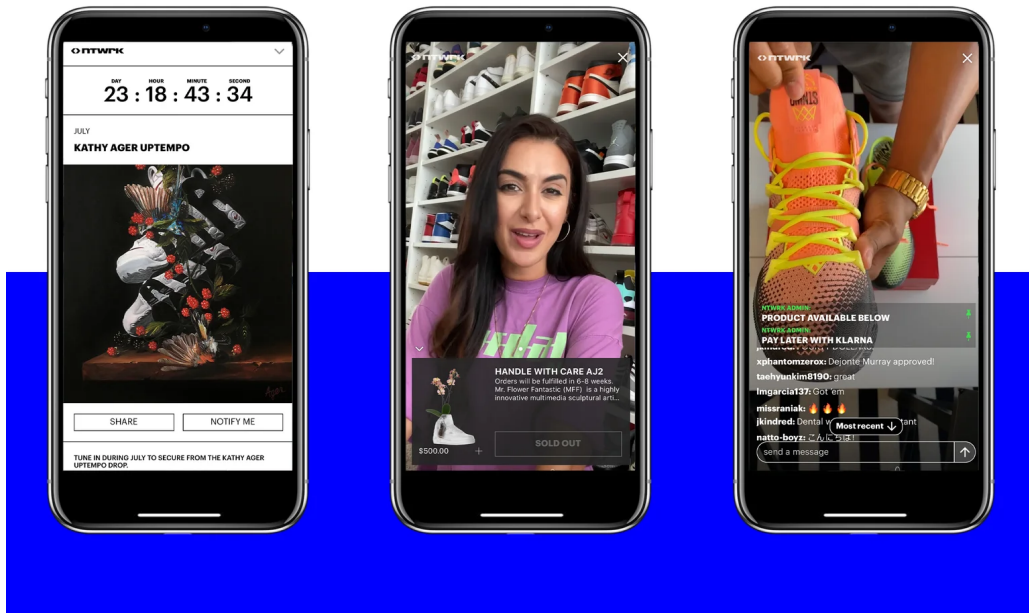 NTWRK
DAY HOUR MINUTE SECOND
23 : 18 : 43 : 34
JULY
KATHY AGER UPTEMPO
SHARE
NOTIFY ME
TUNE IN DURING JULY TO SECURE FROM THE KATHY AGER
UPTEMPO DROP.
NTWRK
HANDLE WITH CARE AJ2
Orders will be fulfilled in 6-8 weeks.
Mr. Flower Fantastic (MFF) is a highly
innovative multimedia sculptural arti...
$500.00
SOLD OUT
NTWRK
NTWRK ADMIN:
PRODUCT AVAILABLE BELOW
NTWRK ADMIN:
PAY LATER WITH KLARNA
xphantomzerox: Dejonte Murray approved!
taehyunkim8190: great
lmgarcia137: Got 'em
missraniak: 🔥🔥🔥
jkindred: Dental
Most recent ↓
natto-boyz: こんにちは!
send a message